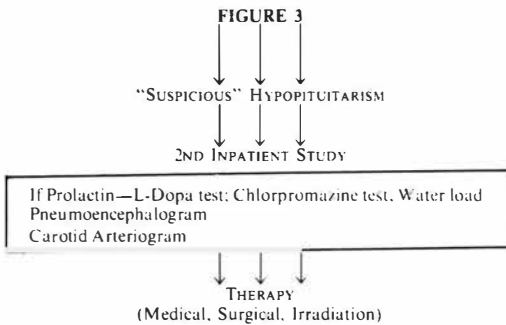 FIGURE 3
"SUSPICIOUS" HYPOPITUITARISM
2ND INPATIENT STUDY
If Prolactin—L-Dopa test; Chlorpromazine test, Water load
Pneumoencephalogram
Carotid Arteriogram
THERAPY
(Medical, Surgical, Irradiation)